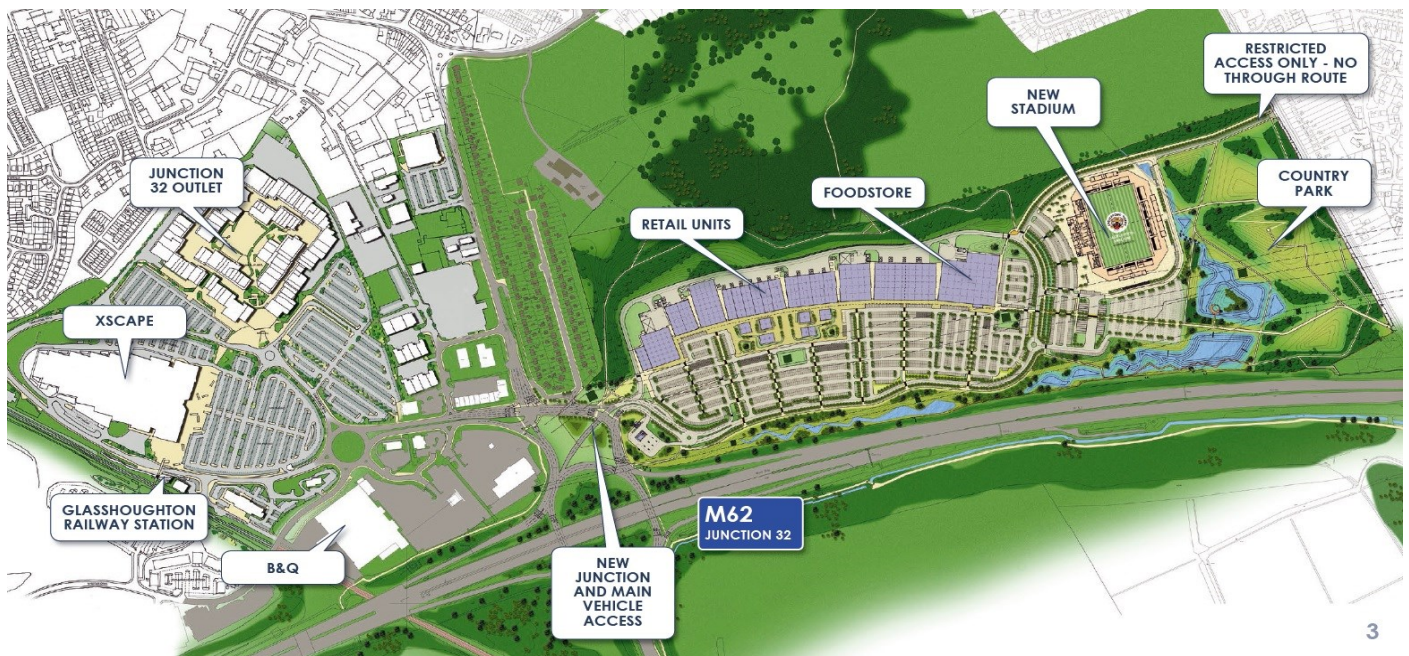 RESTRICTED
ACCESS ONLY - NO
THROUGH ROUTE
NEW
STADIUM
JUNCTION
32 OUTLET
COUNTRY
PARK
FOODSTORE
RETAIL UNITS
XSCAPE
GLASSHOUGHTON
RAILWAY STATION
M62
JUNCTION 32
B&Q
NEW
JUNCTION
AND MAIN
VEHICLE
ACCESS
3